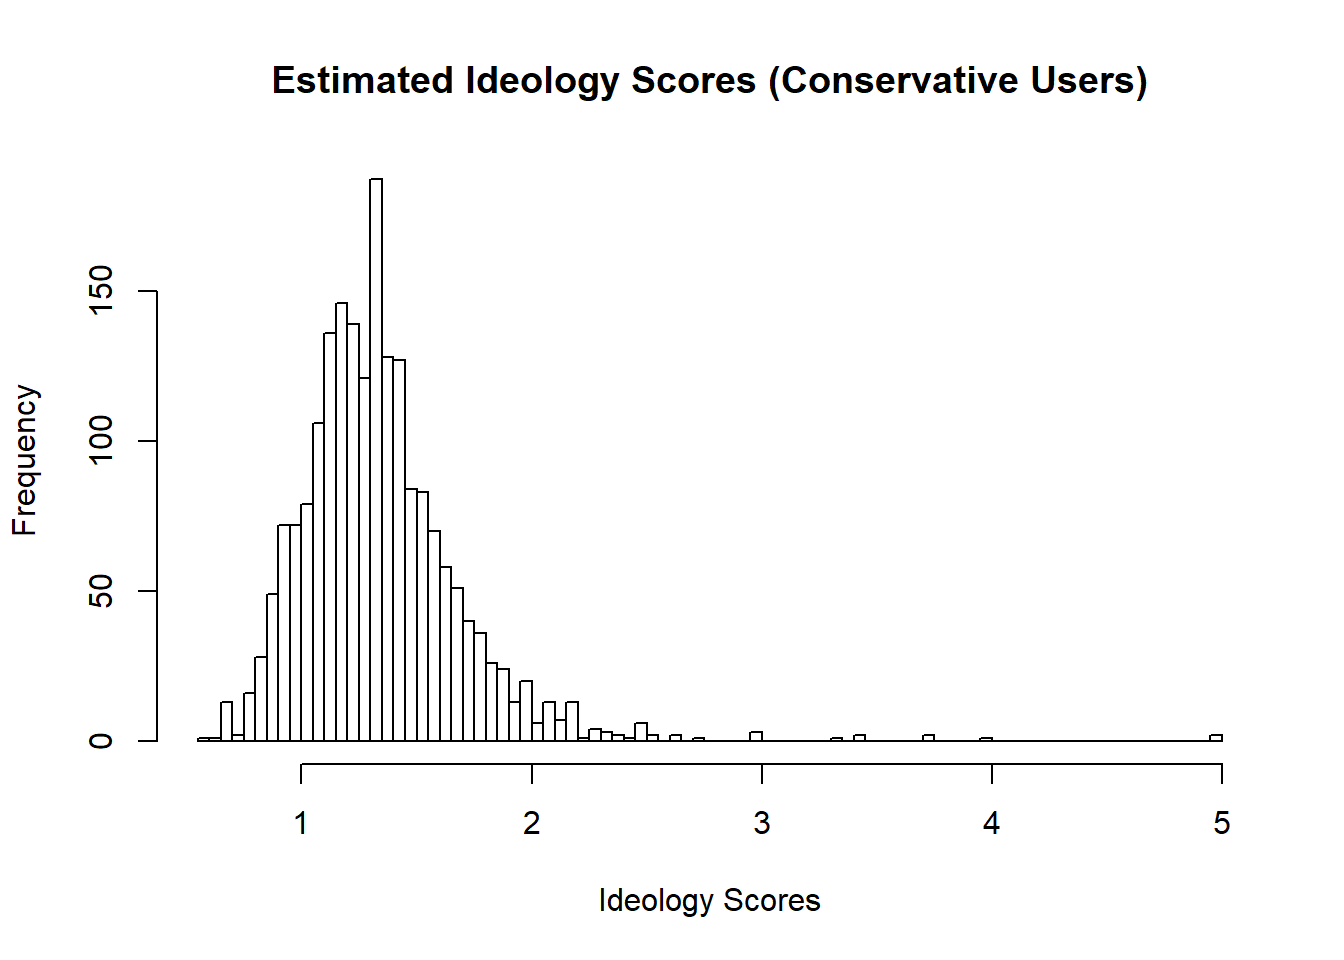 Estimated Ideology Scores (Conservative Users)
150
100
50
0
Frequency
1 2 3 4 5
Ideology Scores